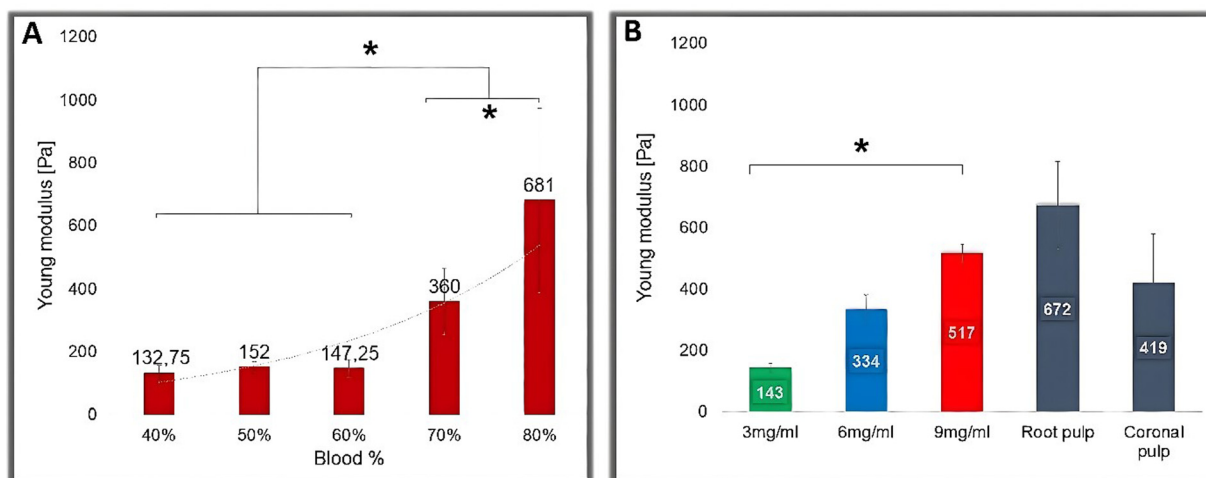 A
Young modulus [Pa]
1200
1000
800
600
400
200
0
*
*
132,75
152
147,25
360
681
40%
50%
60%
70%
80%
Blood %
B
Young modulus [Pa]
1200
1000
800
600
400
200
0
*
143
334
517
672
419
3mg/ml
6mg/ml
9mg/ml
Root pulp
Coronal
pulp